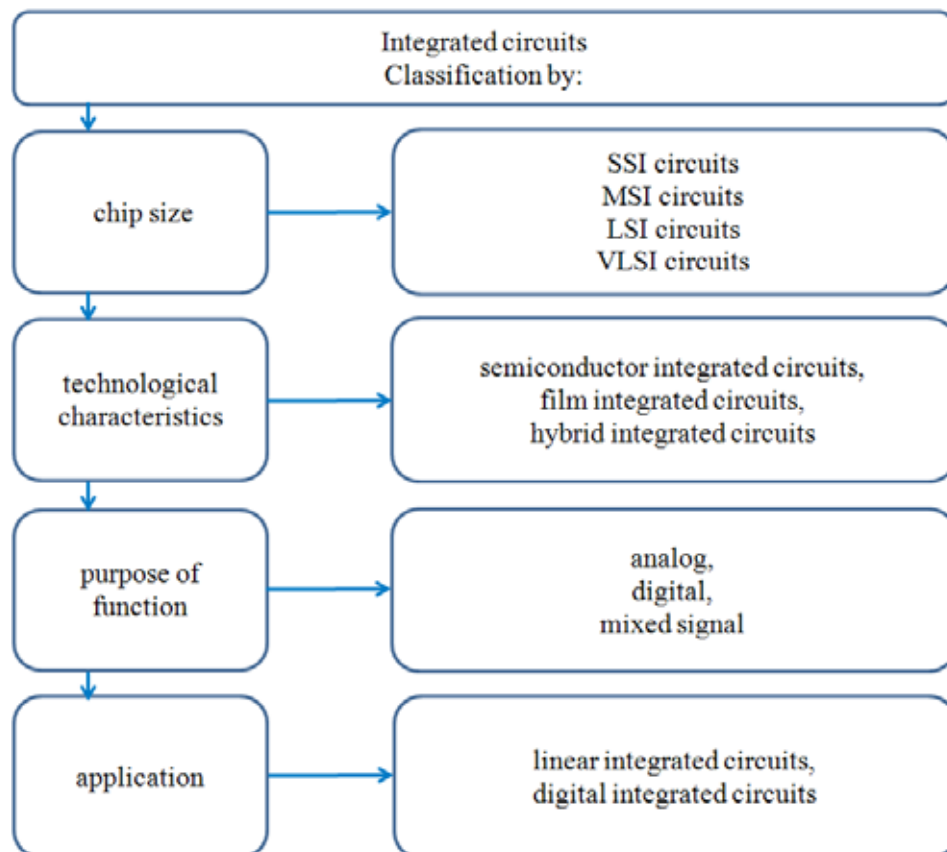 Integrated circuits
Classification by:
chip size
SSI circuits
MSI circuits
LSI circuits
VLSI circuits
technological
characteristics
semiconductor integrated circuits,
film integrated circuits,
hybrid integrated circuits
purpose of
function
analog,
digital,
mixed signal
application
linear integrated circuits,
digital integrated circuits